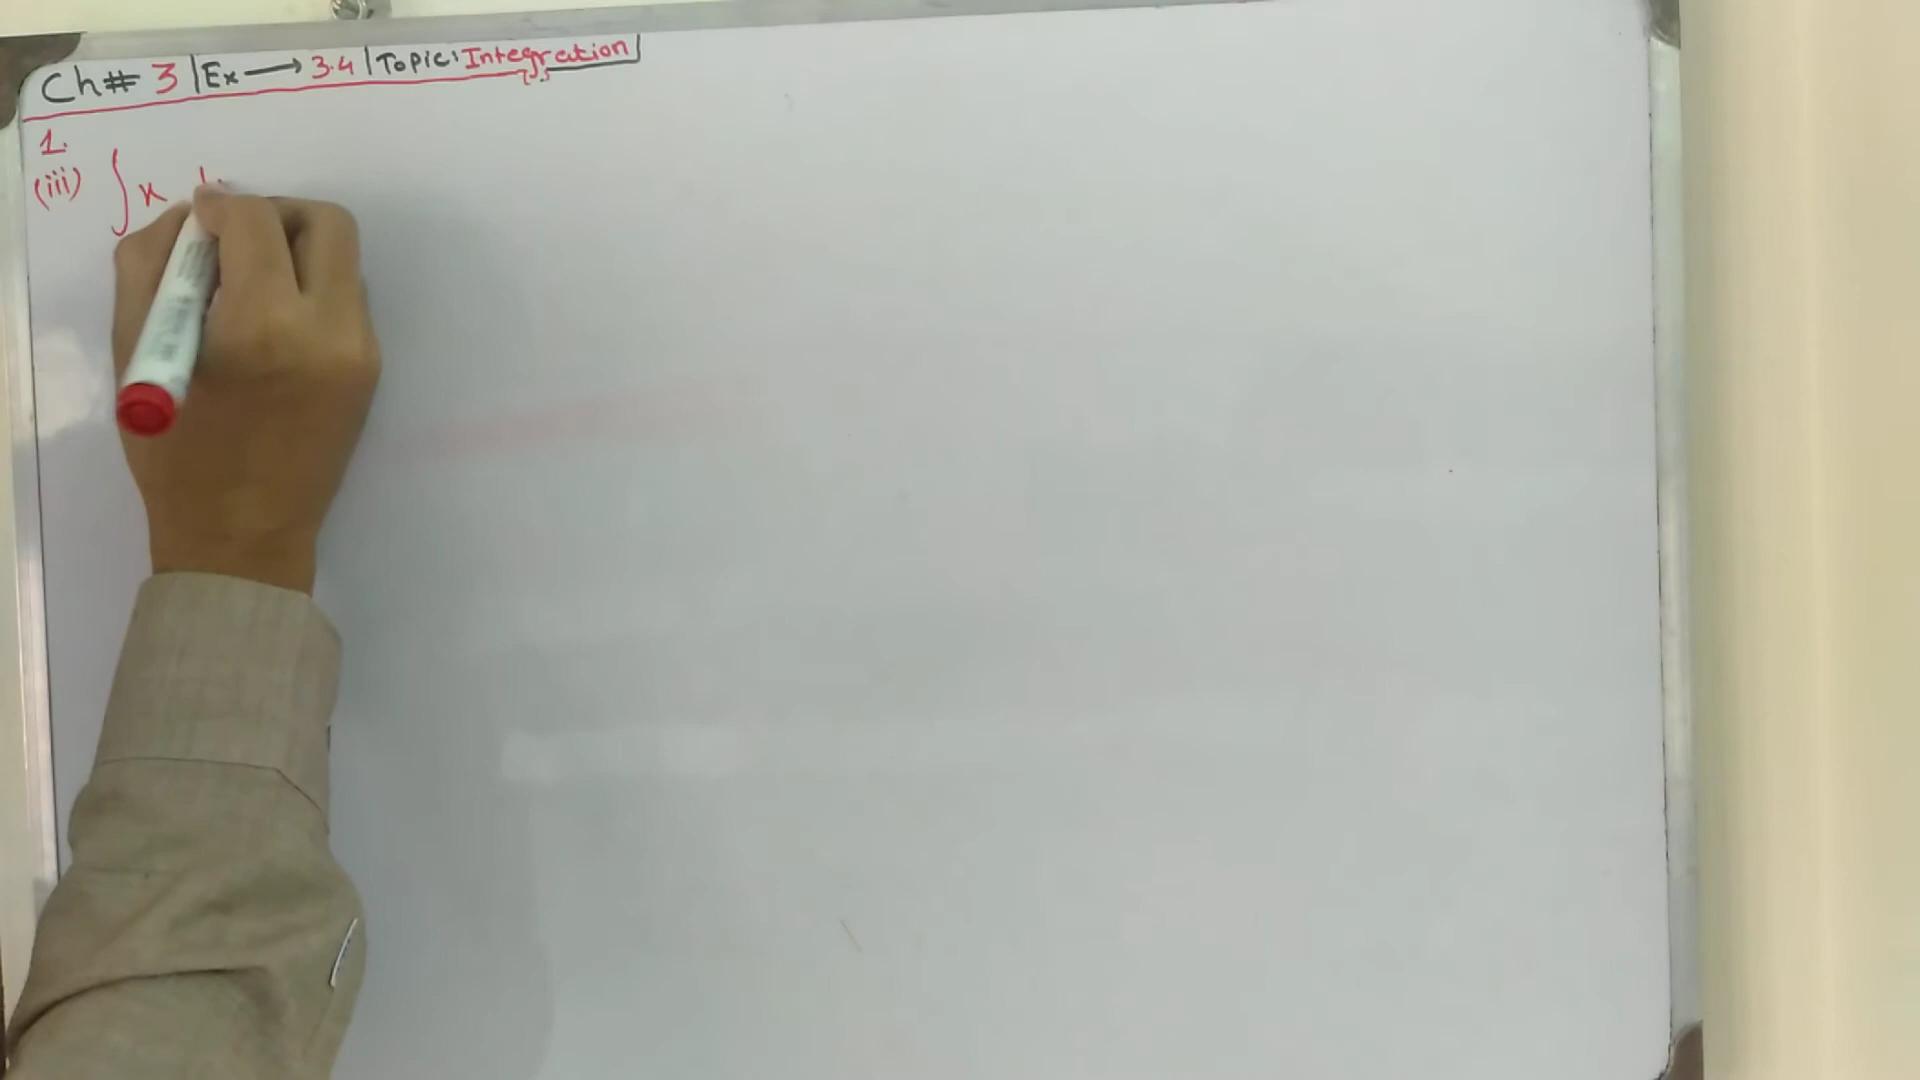 Ch# 3 | Ex → 3.4 | Topic: Integration
1.
(iii) ∫ x